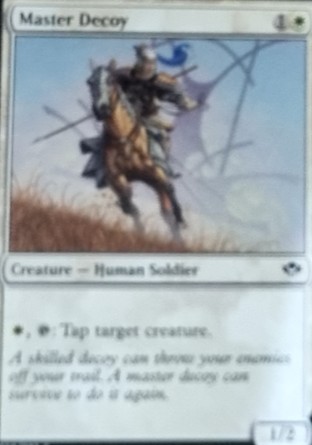 Master Decoy 1
Creature — Human Soldier
, : Tap target creature.
A skilled decoy can throw your enemies
off your trail. A master decoy can
survive to do it again.
1/2